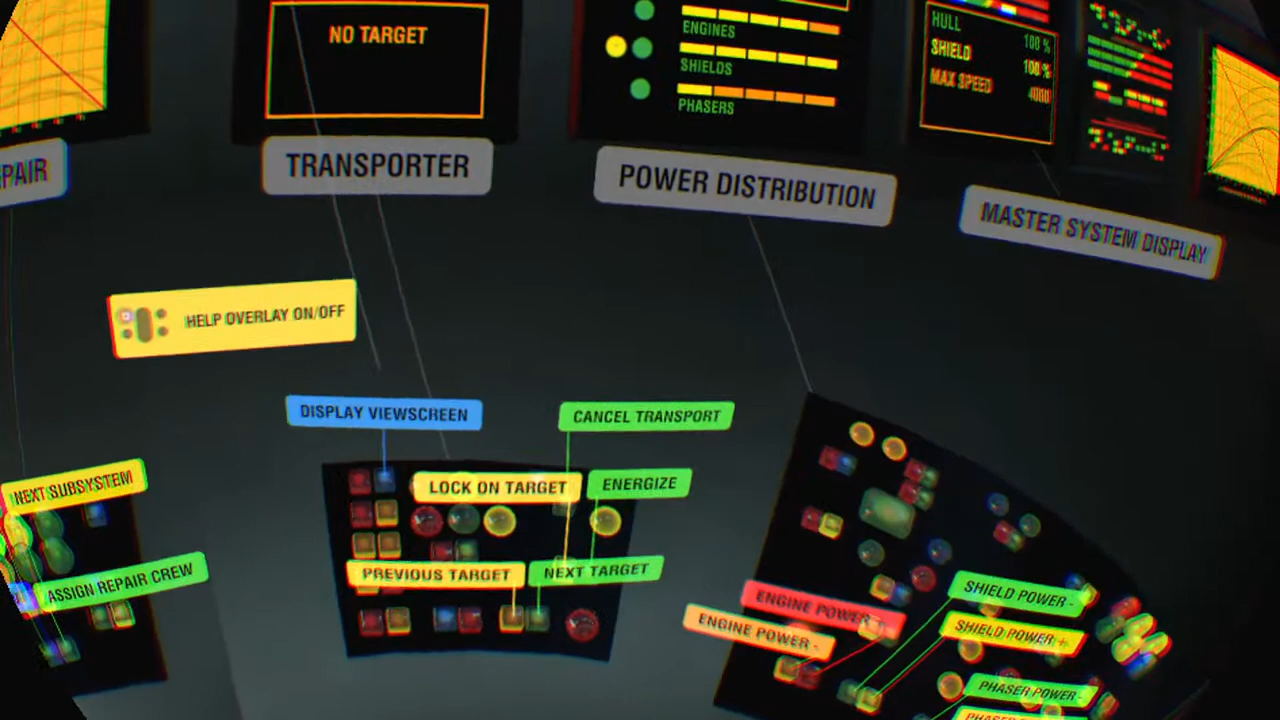 NO TARGET
ENGINES
SHIELDS
PHASERS
HULL 100 %
SHIELD 100 %
MAX SPEED 4000
PAIR
TRANSPORTER
POWER DISTRIBUTION
MASTER SYSTEM DISPLAY
HELP OVERLAY ON/OFF
DISPLAY VIEWSCREEN
CANCEL TRANSPORT
NEXT SUBSYSTEM
LOCK ON TARGET
ENERGIZE
ASSIGN REPAIR CREW
PREVIOUS TARGET
NEXT TARGET
ENGINE POWER
ENGINE POWER -
SHIELD POWER -
SHIELD POWER +
PHASER POWER -